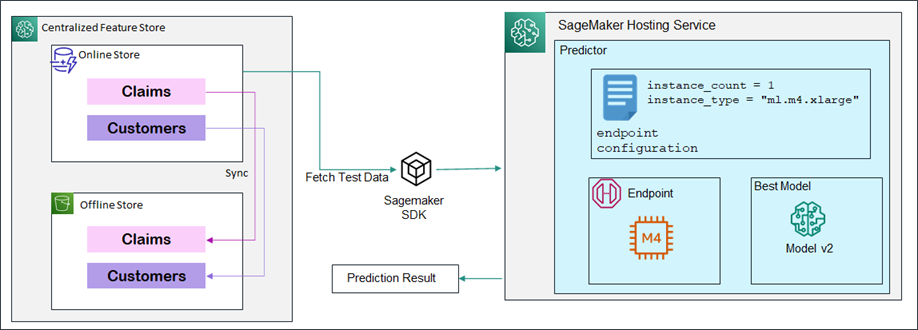 Centralized Feature Store
Online Store
Claims
Customers
Sync
Offline Store
Claims
Customers
Fetch Test Data
Sagemaker
SDK
Prediction Result
SageMaker Hosting Service
Predictor
instance_count = 1
instance_type = "ml.m4.xlarge"
endpoint
configuration
Endpoint
M4
Best Model
Model v2